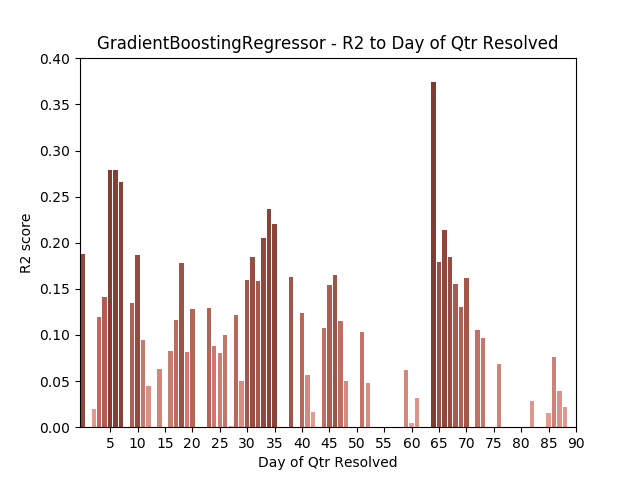 GradientBoostingRegressor - R2 to Day of Qtr Resolved
0.40
0.35
0.30
0.25
0.20
0.15
0.10
0.05
0.00
R2 score
5 10 15 20 25 30 35 40 45 50 55 60 65 70 75 80 85 90
Day of Qtr Resolved